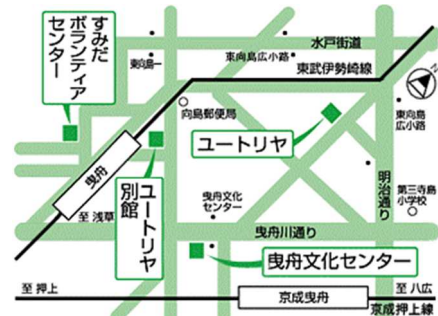 すみだ
ボランティア
センター
水戸街道
東向島一
東向島広小路
東武伊勢崎線
向島郵便局
ユートリヤ
東向島
広小路
曳舟
ユートリヤ
別館
曳舟文化
センター
明治通り
第三寺島
小学校
至 浅草
曳舟川通り
曳舟文化センター
至 押上
京成曳舟
至 八広
京成押上線